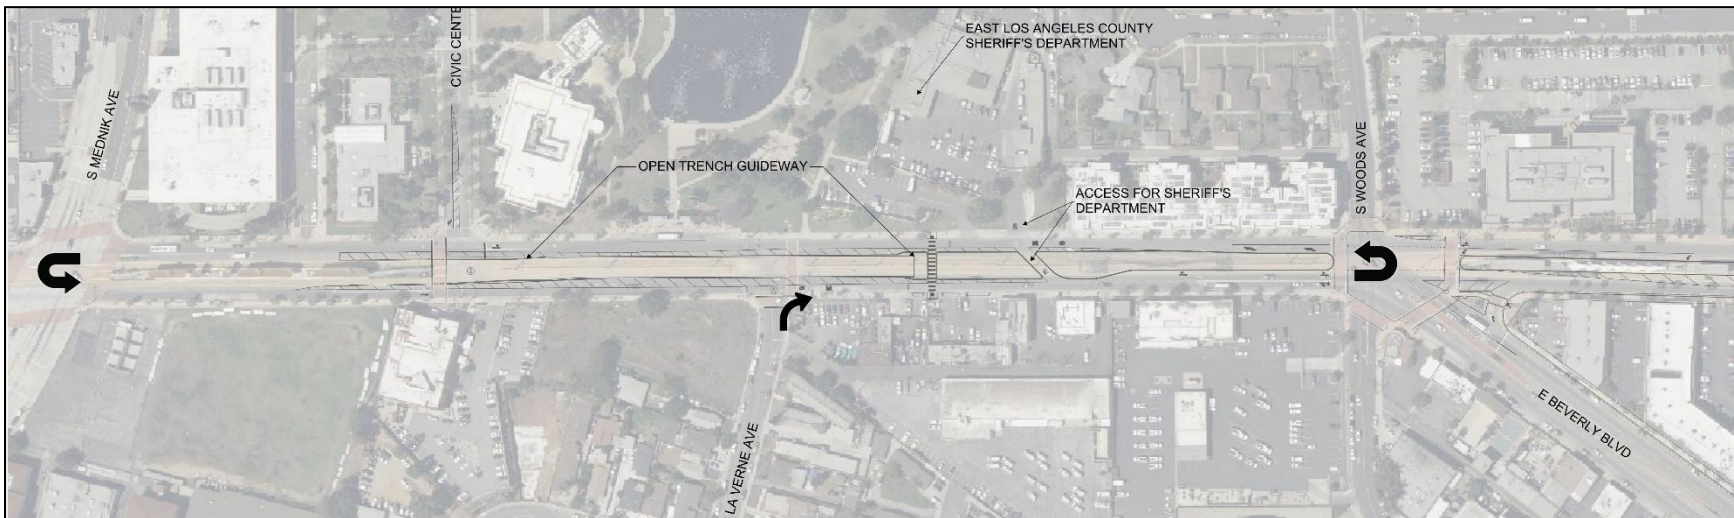 EAST LOS ANGELES COUNTY
SHERIFF'S DEPARTMENT
CIVIC CENTE
S MEDNIK AVE
S WOODS AVE
OPEN TRENCH GUIDEWAY
ACCESS FOR SHERIFF'S
DEPARTMENT
E BEVERLY BLVD
LA VERNE AVE